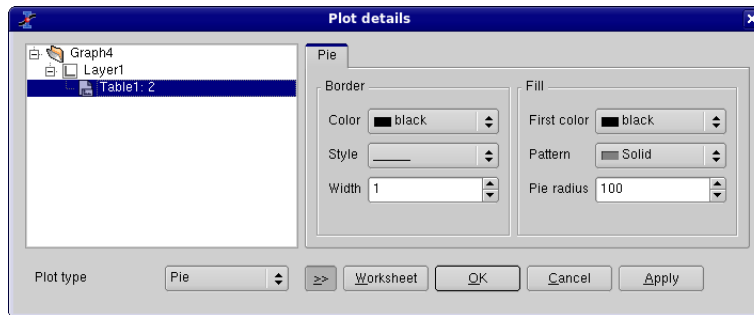 Plot details
Graph4
Layer1
Table1: 2
Pie
Border
Color black
Style
Width 1
Fill
First color black
Pattern Solid
Pie radius 100
Plot type Pie >> Worksheet OK Cancel Apply